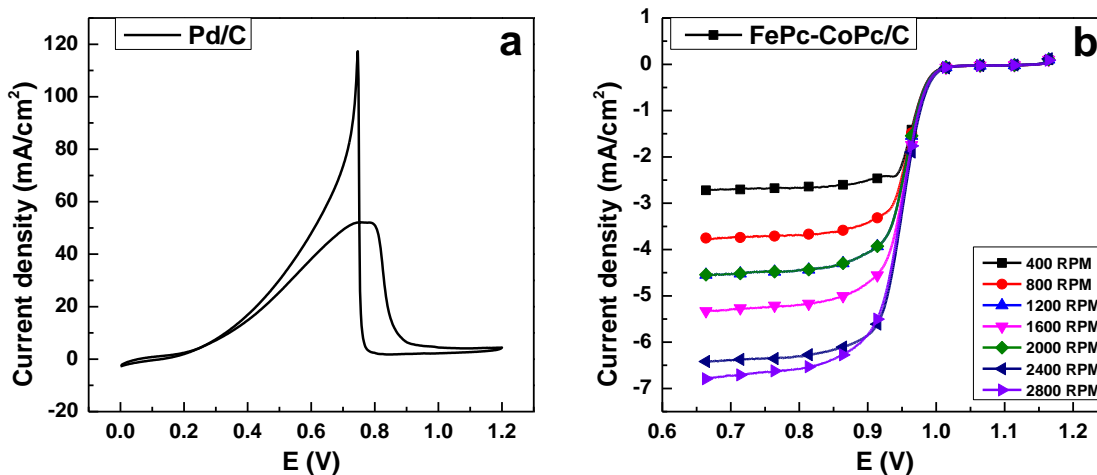 Pd/C
a
120
100
80
60
40
20
0
-20
Current density (mA/cm²)
0.0 0.2 0.4 0.6 0.8 1.0 1.2
E (V)
FePc-CoPc/C
b
1
0
-1
-2
-3
-4
-5
-6
-7
Current density (mA/cm²)
400 RPM
800 RPM
1200 RPM
1600 RPM
2000 RPM
2400 RPM
2800 RPM
0.6 0.7 0.8 0.9 1.0 1.1 1.2
E (V)